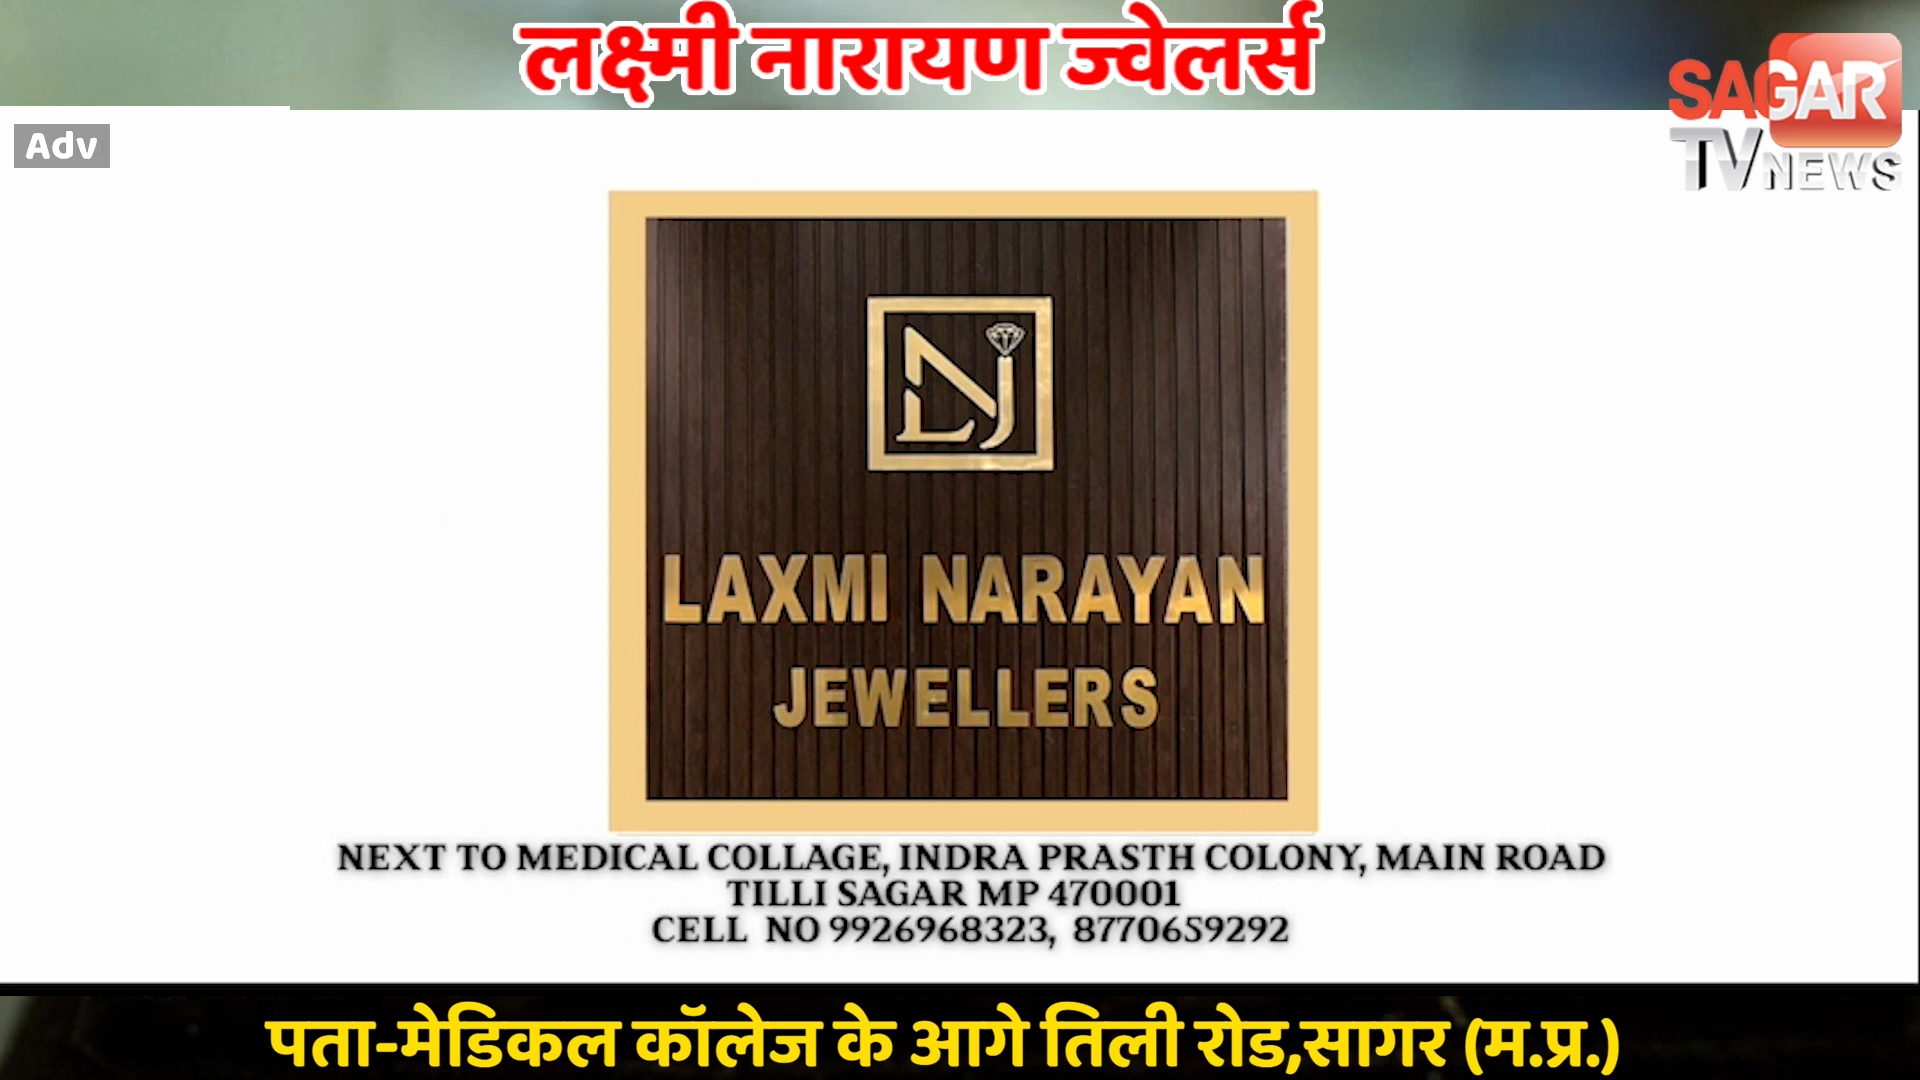 लक्ष्मी नारायण ज्वेलर्स
SAGAR
TV NEWS
Adv
LNJ
LAXMI NARAYAN
JEWELLERS
NEXT TO MEDICAL COLLAGE, INDRA PRASTH COLONY, MAIN ROAD
TILLI SAGAR MP 470001
CELL NO 9926968323, 8770659292
पता-मेडिकल कॉलेज के आगे तिली रोड,सागर (म.प्र.)